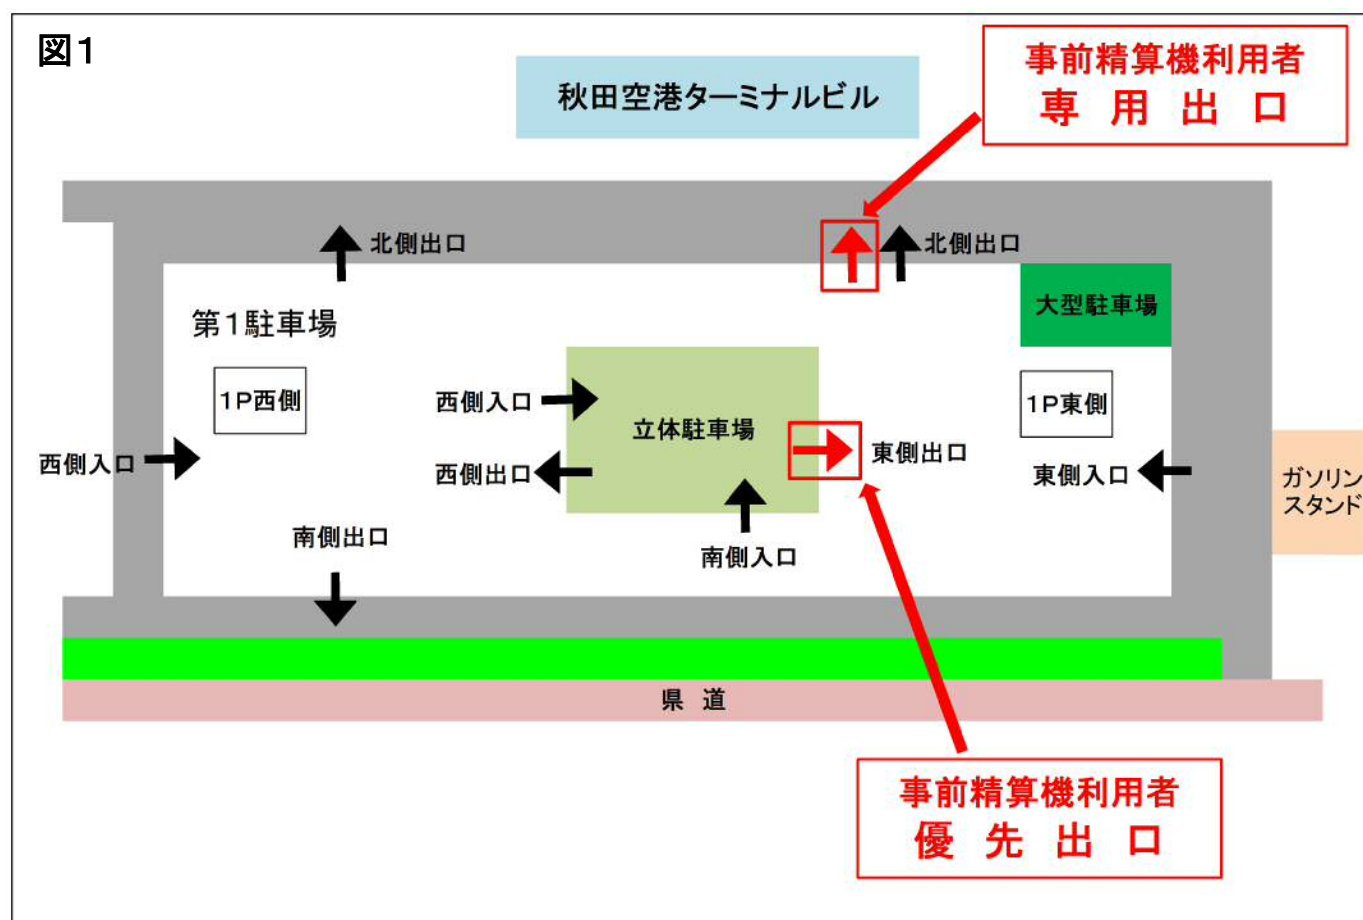 図1
秋田空港ターミナルビル
事前精算機利用者
専用出口
北側出口
北側出口
大型駐車場
第1駐車場
1P西側
西側入口
立体駐車場
1P東側
西側入口
西側出口
東側出口
東側入口
ガソリン
スタンド
南側出口
南側入口
県道
事前精算機利用者
優先出口